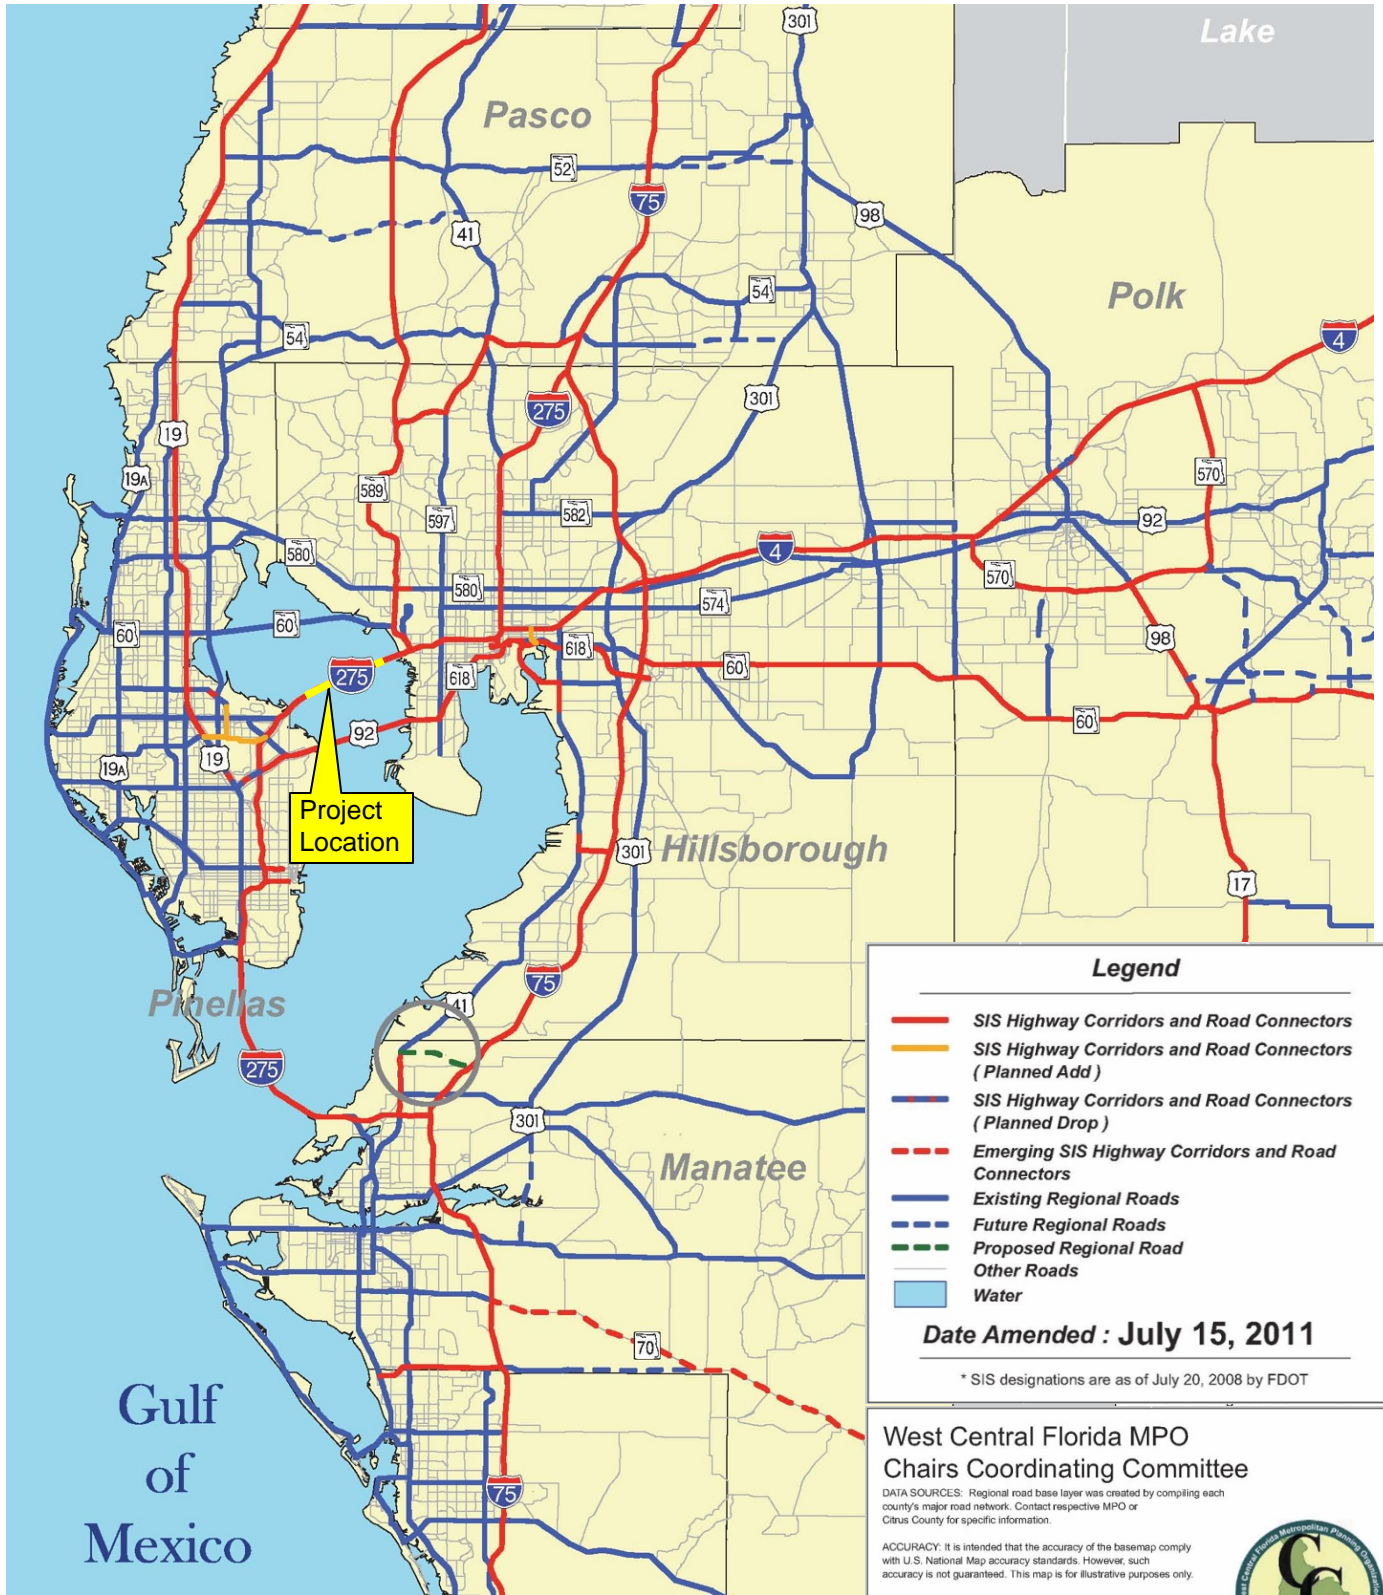 Lake
301
Pasco
52
75
98
41
Polk
54
54
4
301
275
19
19A
589
597
582
570
92
580
4
580
570
574
60
60
618
98
60
275
618
60
92
19
19A
Project
Location
Hillsborough
301
17
75
Pinellas
41
275
301
Manatee
70
75
Gulf
of
Mexico
Legend
SIS Highway Corridors and Road Connectors
SIS Highway Corridors and Road Connectors
( Planned Add )
SIS Highway Corridors and Road Connectors
( Planned Drop )
Emerging SIS Highway Corridors and Road
Connectors
Existing Regional Roads
Future Regional Roads
Proposed Regional Road
Other Roads
Water
Date Amended : July 15, 2011
* SIS designations are as of July 20, 2008 by FDOT
West Central Florida MPO
Chairs Coordinating Committee
DATA SOURCES: Regional road base layer was created by compiling each
county's major road network. Contact respective MPO or
Citrus County for specific information.
ACCURACY: It is intended that the accuracy of the basemap comply
with U.S. National Map accuracy standards. However, such
accuracy is not guaranteed. This map is for illustrative purposes only.
West Central Florida Metropolitan Planning
CC